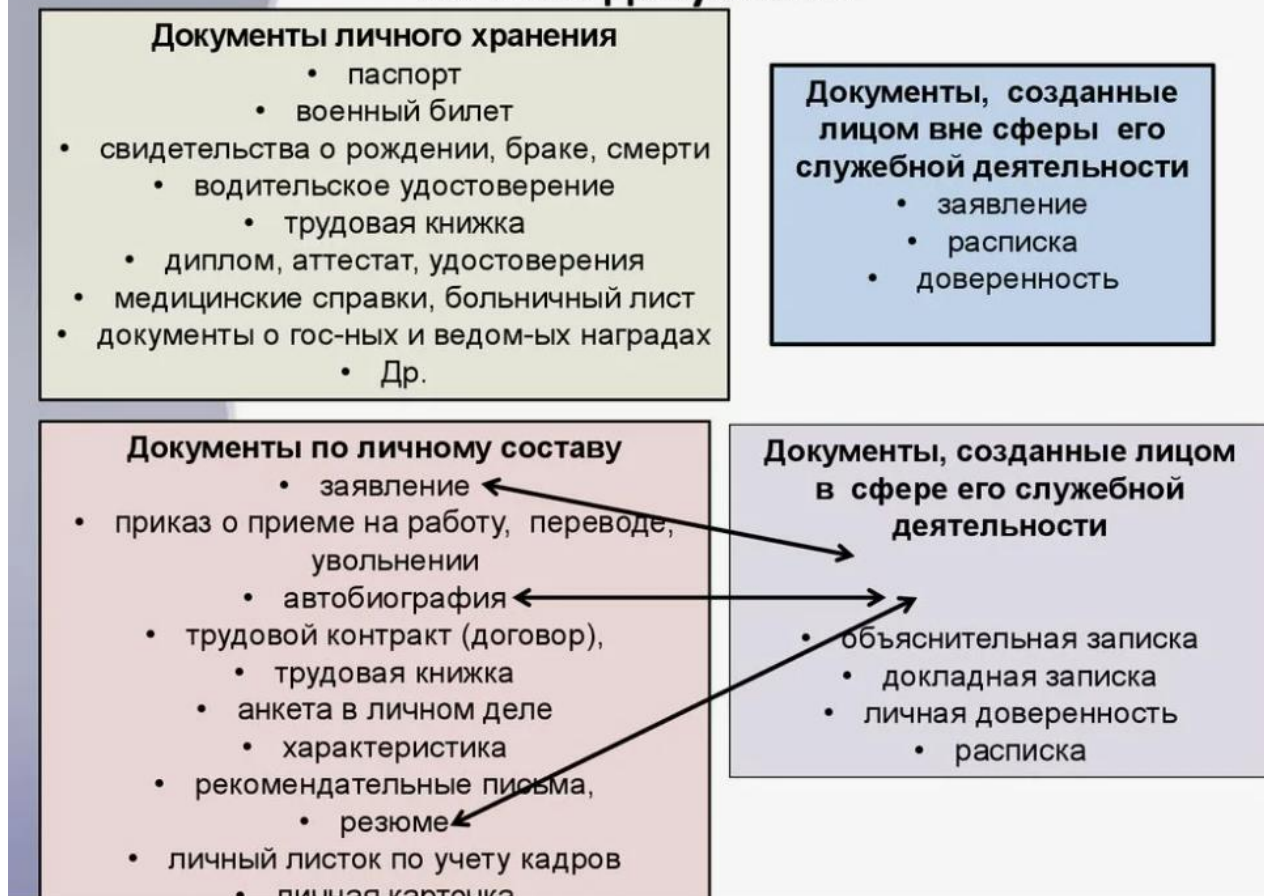 Документы личного хранения
• паспорт
• военный билет
• свидетельства о рождении, браке, смерти
• водительское удостоверение
• трудовая книжка
• диплом, аттестат, удостоверения
• медицинские справки, больничный лист
• документы о гос-ных и ведом-ых наградах
• Др.
Документы, созданные
лицом вне сферы его
служебной деятельности
• заявление
• расписка
• доверенность
Документы по личному составу
• заявление
• приказ о приеме на работу, переводе,
увольнении
• автобиография
• трудовой контракт (договор),
• трудовая книжка
• анкета в личном деле
• характеристика
• рекомендательные письма,
• резюме
• личный листок по учету кадров
• личная карточка
Документы, созданные лицом
в сфере его служебной
деятельности
• объяснительная записка
• докладная записка
• личная доверенность
• расписка